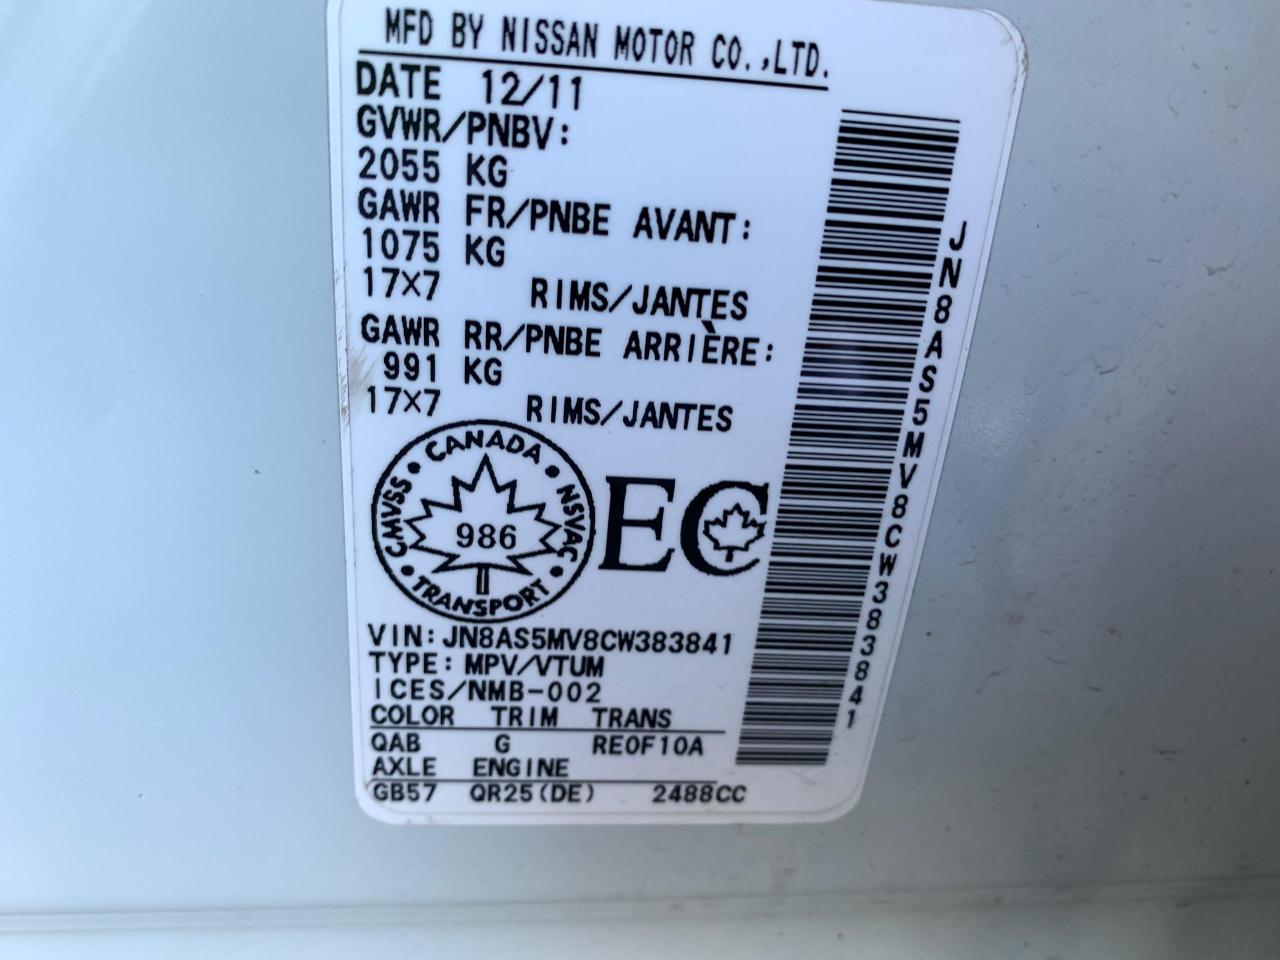 MFD BY NISSAN MOTOR CO.,LTD.
DATE 12/11
GVWR/PNBV:
2055 KG
GAWR FR/PNBE AVANT:
1075 KG
17×7 RIMS/JANTES
GAWR RR/PNBE ARRIÈRE:
991 KG
17×7 RIMS/JANTES
CANADA
CMVSS
NSVAC
986
TRANSPORT
EC
VIN:JN8AS5MV8CW383841
TYPE: MPV/VTUM
ICES/NMB-002
COLOR TRIM TRANS
QAB G RE0F10A
AXLE ENGINE
GB57 QR25(DE) 2488CC
JN8AS5MV8CW383841